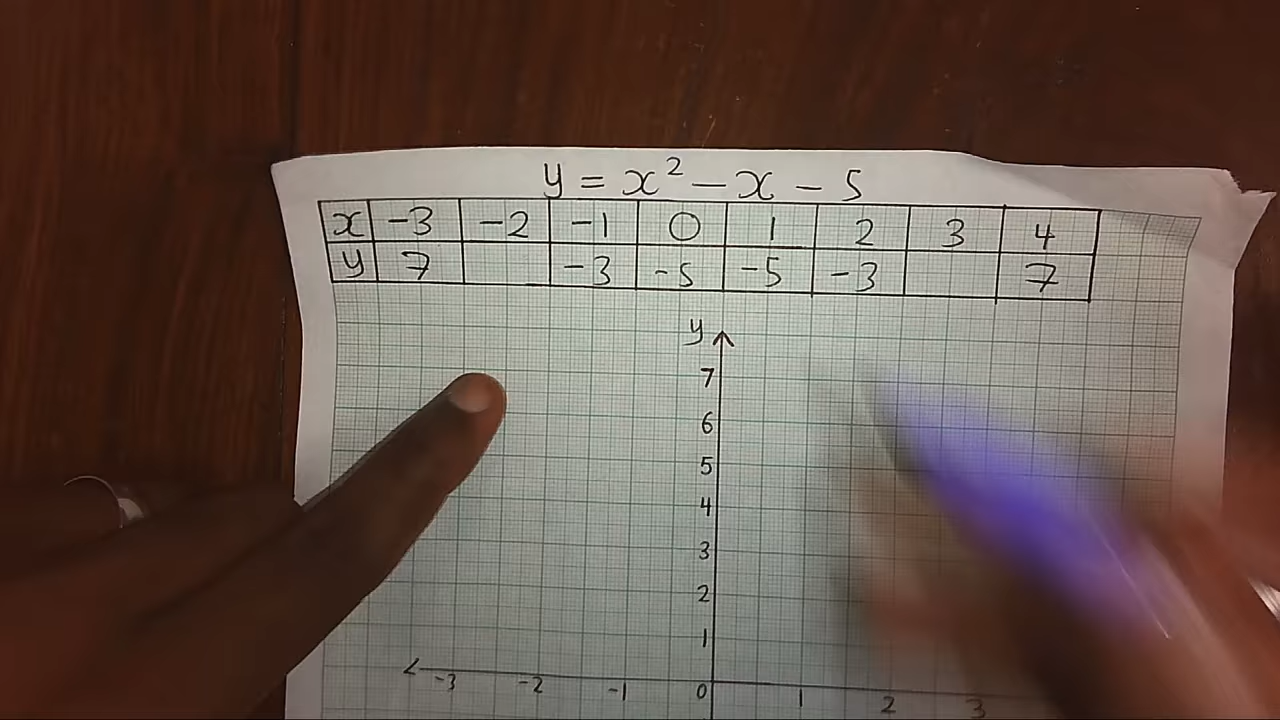 y = x² - x - 5
x -3 -2 -1 0 1 2 3 4
y 7 -3 -5 -5 -3 7
y
7
6
5
4
3
2
1
-3 -2 -1 0 1 2 3